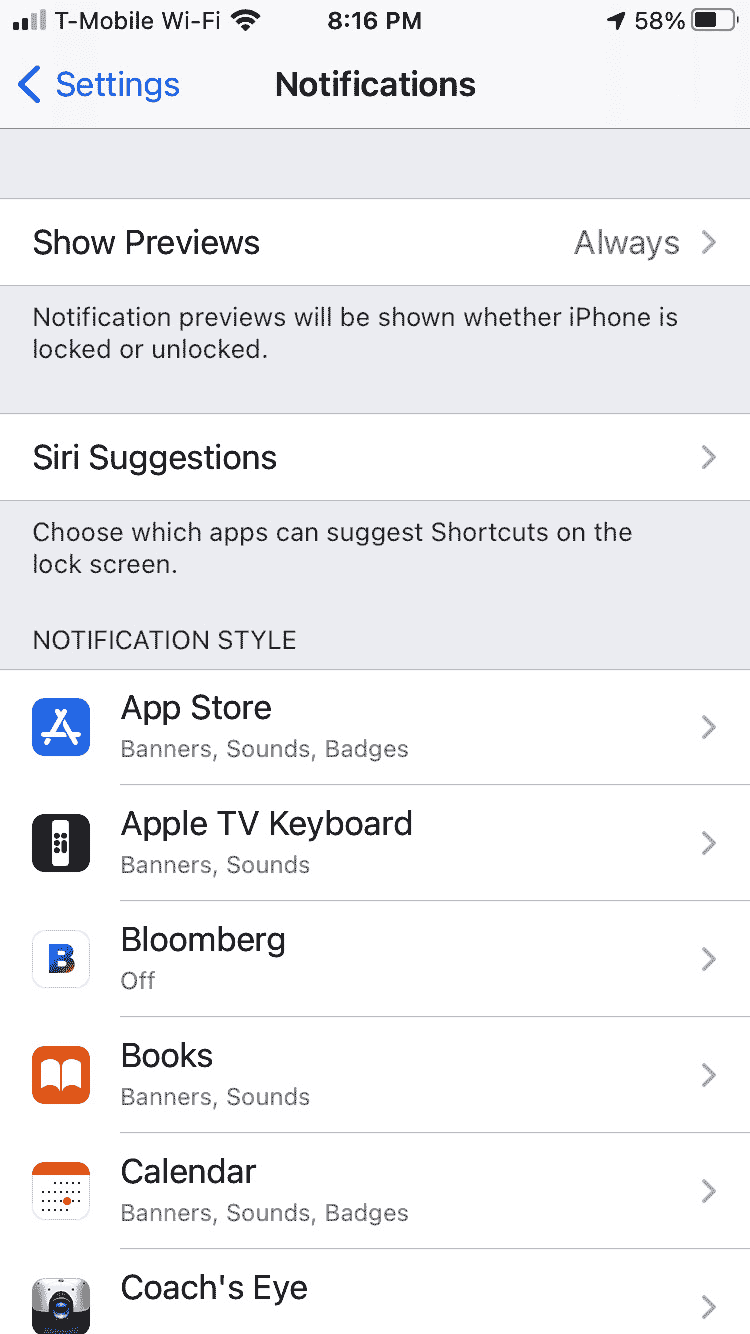 T-Mobile Wi-Fi 8:16 PM 58%
Settings Notifications
Show Previews Always
Notification previews will be shown whether iPhone is
locked or unlocked.
Siri Suggestions
Choose which apps can suggest Shortcuts on the
lock screen.
NOTIFICATION STYLE
App Store
Banners, Sounds, Badges
Apple TV Keyboard
Banners, Sounds
B
Bloomberg
Off
Books
Banners, Sounds
Calendar
Banners, Sounds, Badges
Coach's Eye